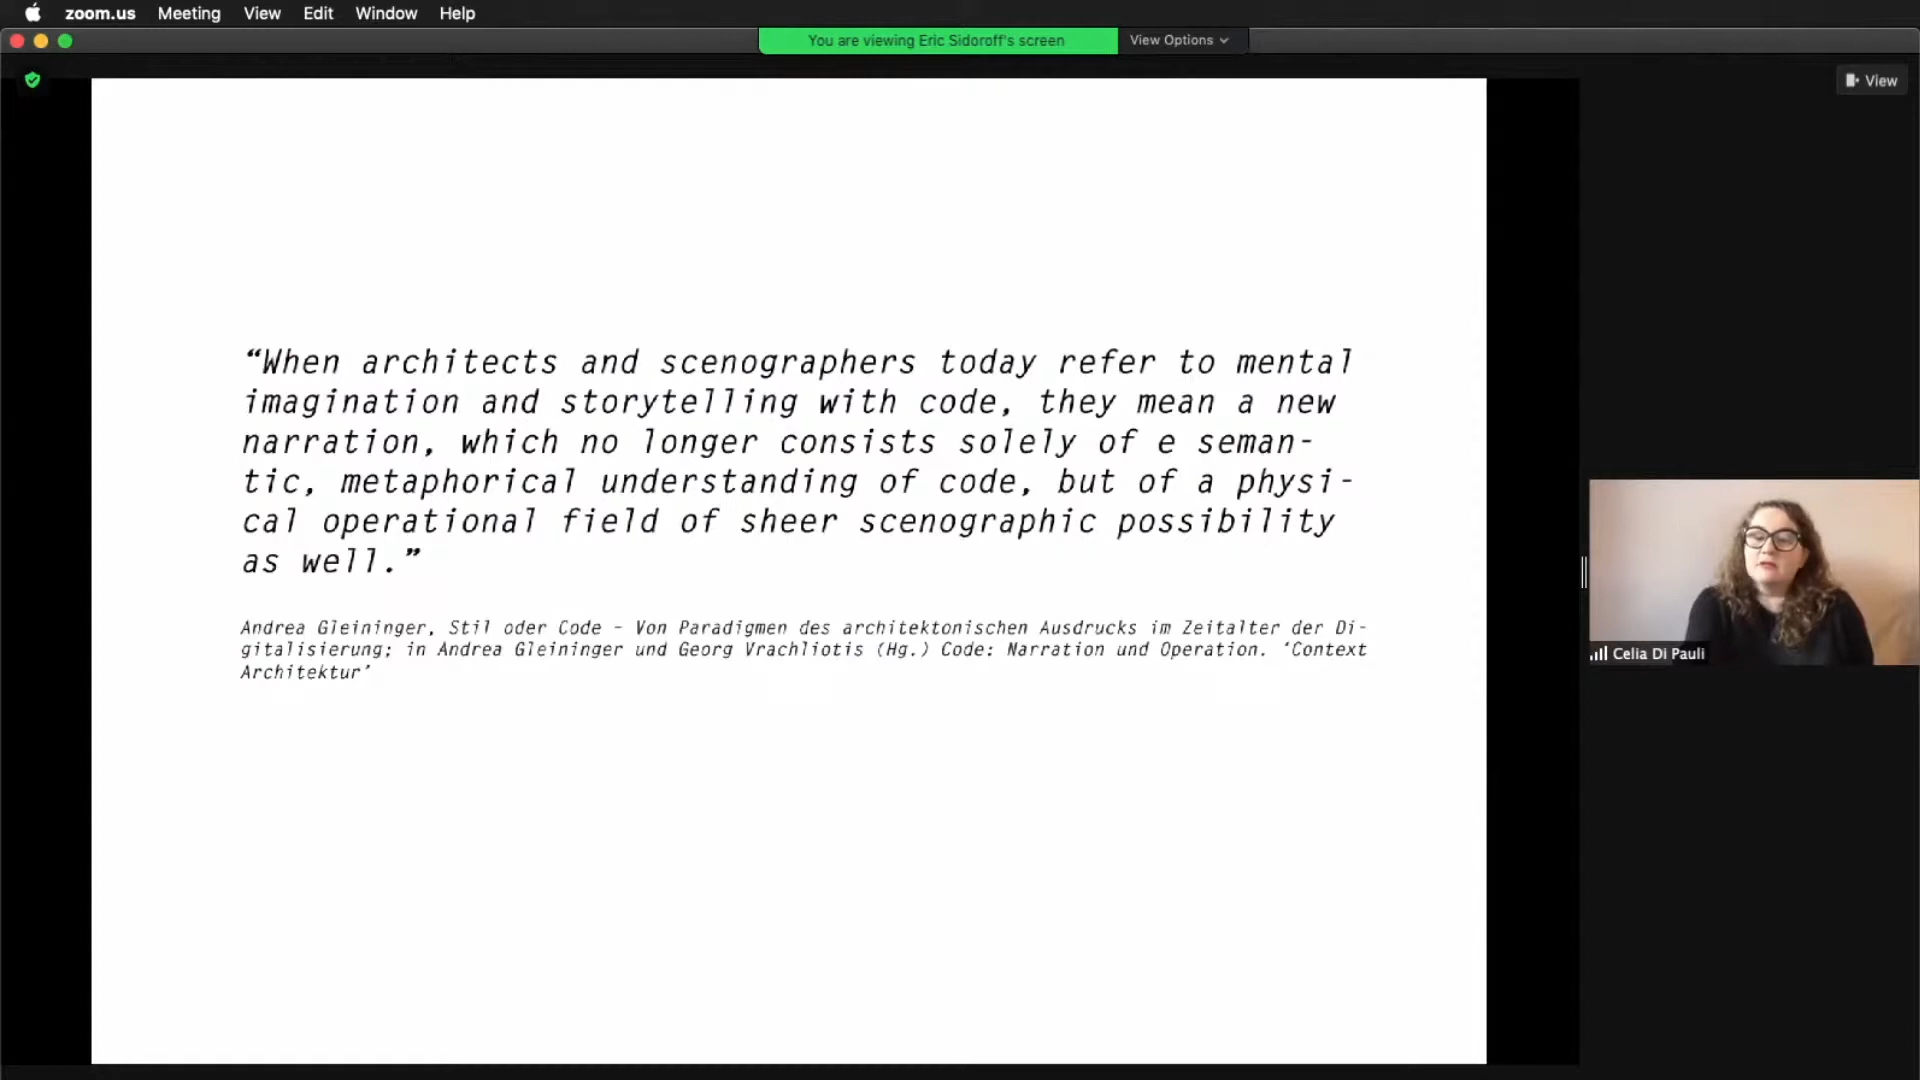 zoom.us Meeting View Edit Window Help
You are viewing Eric Sidoroff's screen View Options
View
“When architects and scenographers today refer to mental
imagination and storytelling with code, they mean a new
narration, which no longer consists solely of e seman-
tic, metaphorical understanding of code, but of a physi-
cal operational field of sheer scenographic possibility
as well.”
Andrea Gleininger, Stil oder Code – Von Paradigmen des architektonischen Ausdrucks im Zeitalter der Di-
gitalisierung; in Andrea Gleininger und Georg Vrachliotis (Hg.) Code: Narration und Operation. ‘Context
Architektur’
Celia Di Pauli